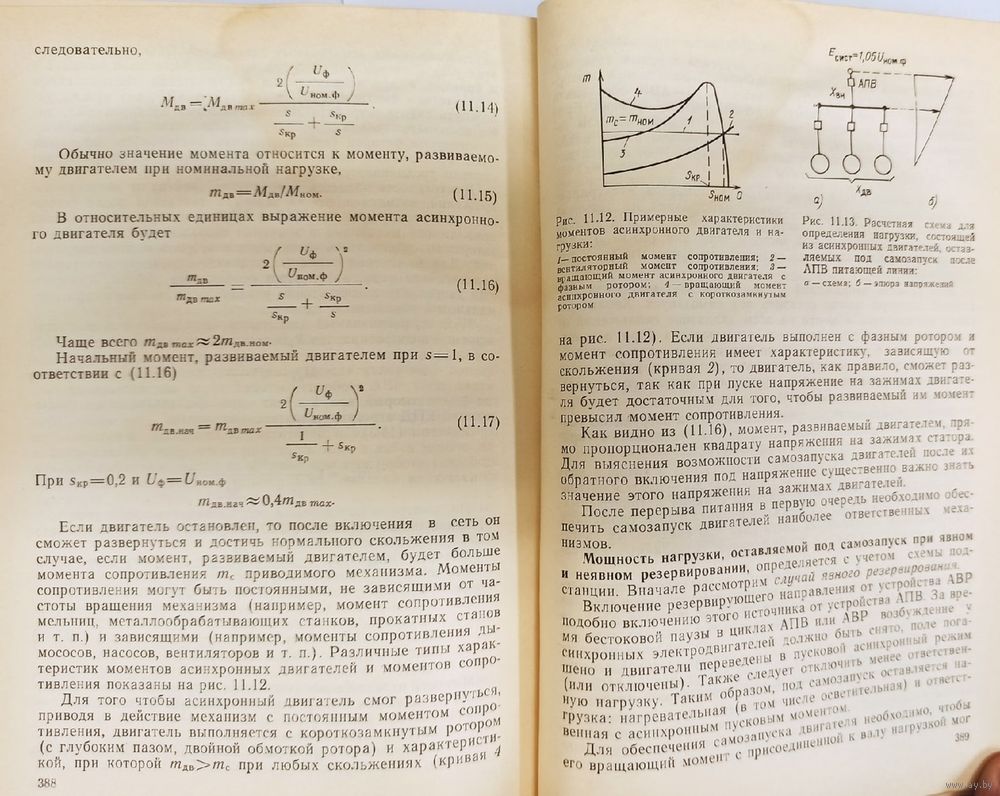 следовательно,
M_дв = M_дв max · 2(U_ф / U_ном.ф) / (s/s_кр + s_кр/s). (11.14)
Обычно значение момента относится к моменту, развиваемо-
му двигателем при номинальной нагрузке,
m_дв=M_дв/M_ном. (11.15)
В относительных единицах выражение момента асинхронно-
го двигателя будет
m_дв / m_дв max = 2(U_ф / U_ном.ф)² / (s/s_кр + s_кр/s). (11.16)
Чаще всего m_дв max≈2m_дв.ном.
Начальный момент, развиваемый двигателем при s=1, в со-
ответствии с (11.16)
m_дв.нач = m_дв max · 2(U_ф / U_ном.ф)² / (1/s_кр + s_кр). (11.17)
При s_кр=0,2 и U_ф=U_ном.ф
m_дв.нач≈0,4m_дв max.
Если двигатель остановлен, то после включения в сеть он
сможет развернуться и достичь нормального скольжения в том
случае, если момент, развиваемый двигателем, будет больше
момента сопротивления m_с приводимого механизма. Моменты
сопротивления могут быть постоянными, не зависящими от ча-
стоты вращения механизма (например, момент сопротивления
мельниц, металлообрабатывающих станков, прокатных станов
и т. п.) и зависящими (например, моменты сопротивления ды-
мососов, насосов, вентиляторов и т. п.). Различные типы харак-
теристик моментов асинхронных двигателей и моментов сопро-
тивления показаны на рис. 11.12.
Для того чтобы асинхронный двигатель смог развернуться,
приводя в действие механизм с постоянным моментом сопро-
тивления, двигатель выполняется с короткозамкнутым ротором
(с глубоким пазом, двойной обмоткой ротора) и характеристи-
кой, при которой m_дв>m_с при любых скольжениях (кривая 4
388
m
4
m_с=m_ном
1
2
3
s_кр
s_ном 0
E_сист=1,05U_ном.ф
АПВ
X_вн
X_дв
а) б)
Рис. 11.12. Примерные характеристики
моментов асинхронного двигателя и на-
грузки:
1— постоянный момент сопротивления; 2 —
вентиляторный момент сопротивления; 3 —
вращающий момент асинхронного двигателя с
фазным ротором; 4 — вращающий момент
асинхронного двигателя с короткозамкнутым
ротором
Рис. 11.13. Расчетная схема для
определения нагрузки, состоящей
из асинхронных двигателей, остав-
ляемых под самозапуск после
АПВ питающей линии:
а — схема; б — эпюра напряжений
на рис. 11.12). Если двигатель выполнен с фазным ротором и
момент сопротивления имеет характеристику, зависящую от
скольжения (кривая 2), то двигатель, как правило, сможет раз-
вернуться, так как при пуске напряжение на зажимах двигате-
ля будет достаточным для того, чтобы развиваемый им момент
превысил момент сопротивления.
Как видно из (11.16), момент, развиваемый двигателем, пря-
мо пропорционален квадрату напряжения на зажимах статора.
Для выяснения возможности самозапуска двигателей после их
обратного включения под напряжение существенно важно знать
значение этого напряжения на зажимах двигателей.
После перерыва питания в первую очередь необходимо обес-
печить самозапуск двигателей наиболее ответственных меха-
низмов.
Мощность нагрузки, оставляемой под самозапуск при явном
и неявном резервировании, определяется с учетом схемы под-
станции. Вначале рассмотрим случай явного резервирования.
Включение резервирующего направления от устройства АВР
подобно включению этого источника от устройства АПВ. За вре-
мя бестоковой паузы в циклах АПВ или АВР возбуждение у
синхронных электродвигателей должно быть снято, поле пога-
шено и двигатели переведены в пусковой асинхронный режим
(или отключены). Также следует отключить менее ответствен-
ную нагрузку. Таким образом, под самозапуск оставляется на-
грузка: нагревательная (в том числе осветительная) и ответст-
венная с асинхронным пусковым моментом.
Для обеспечения самозапуска двигателя необходимо, чтобы
его вращающий момент с присоединенной к валу нагрузкой мог
389
www.ay.by